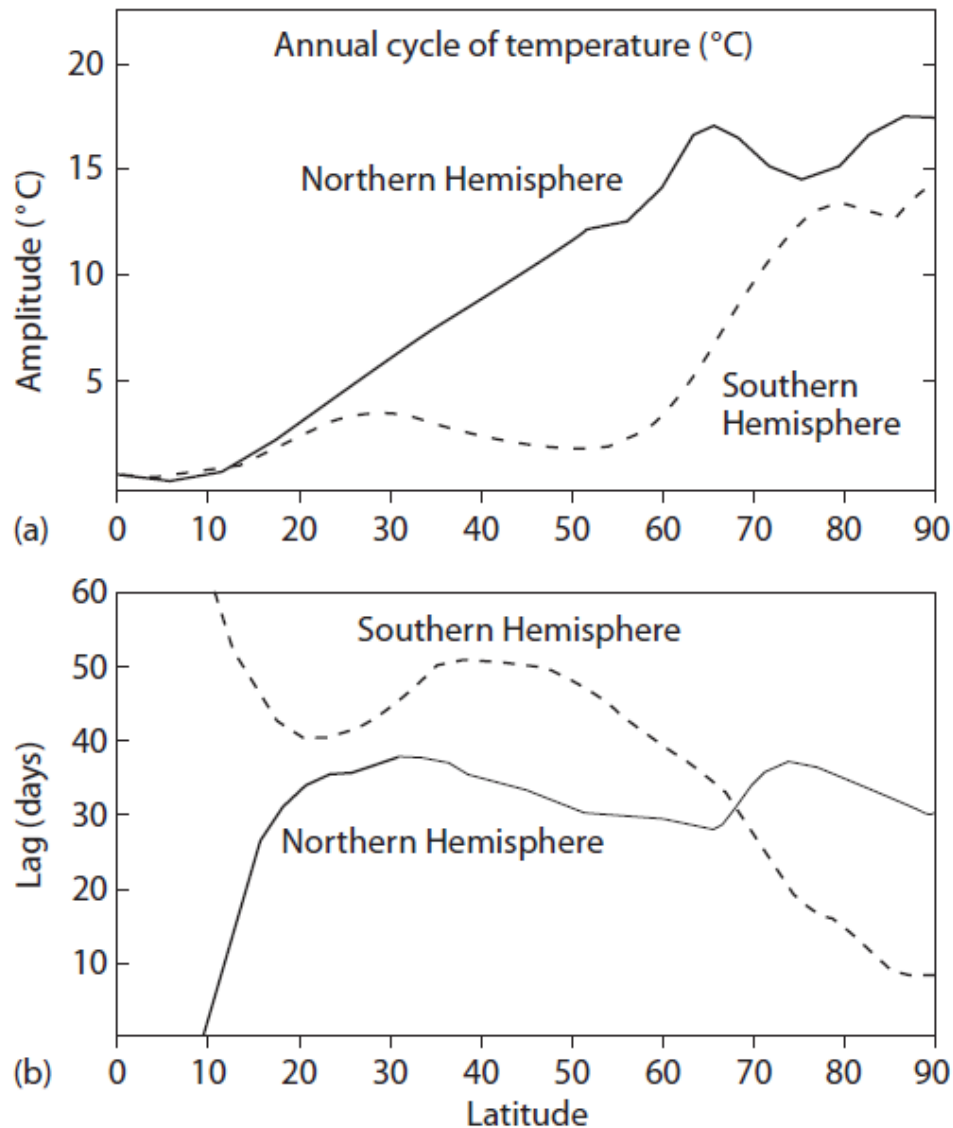 Annual cycle of temperature (°C)
20
15
10
5
Amplitude (°C)
Northern Hemisphere
Southern
Hemisphere
(a)
0 10 20 30 40 50 60 70 80 90
60
50
40
30
20
10
Lag (days)
Southern Hemisphere
Northern Hemisphere
(b)
0 10 20 30 40 50 60 70 80 90
Latitude